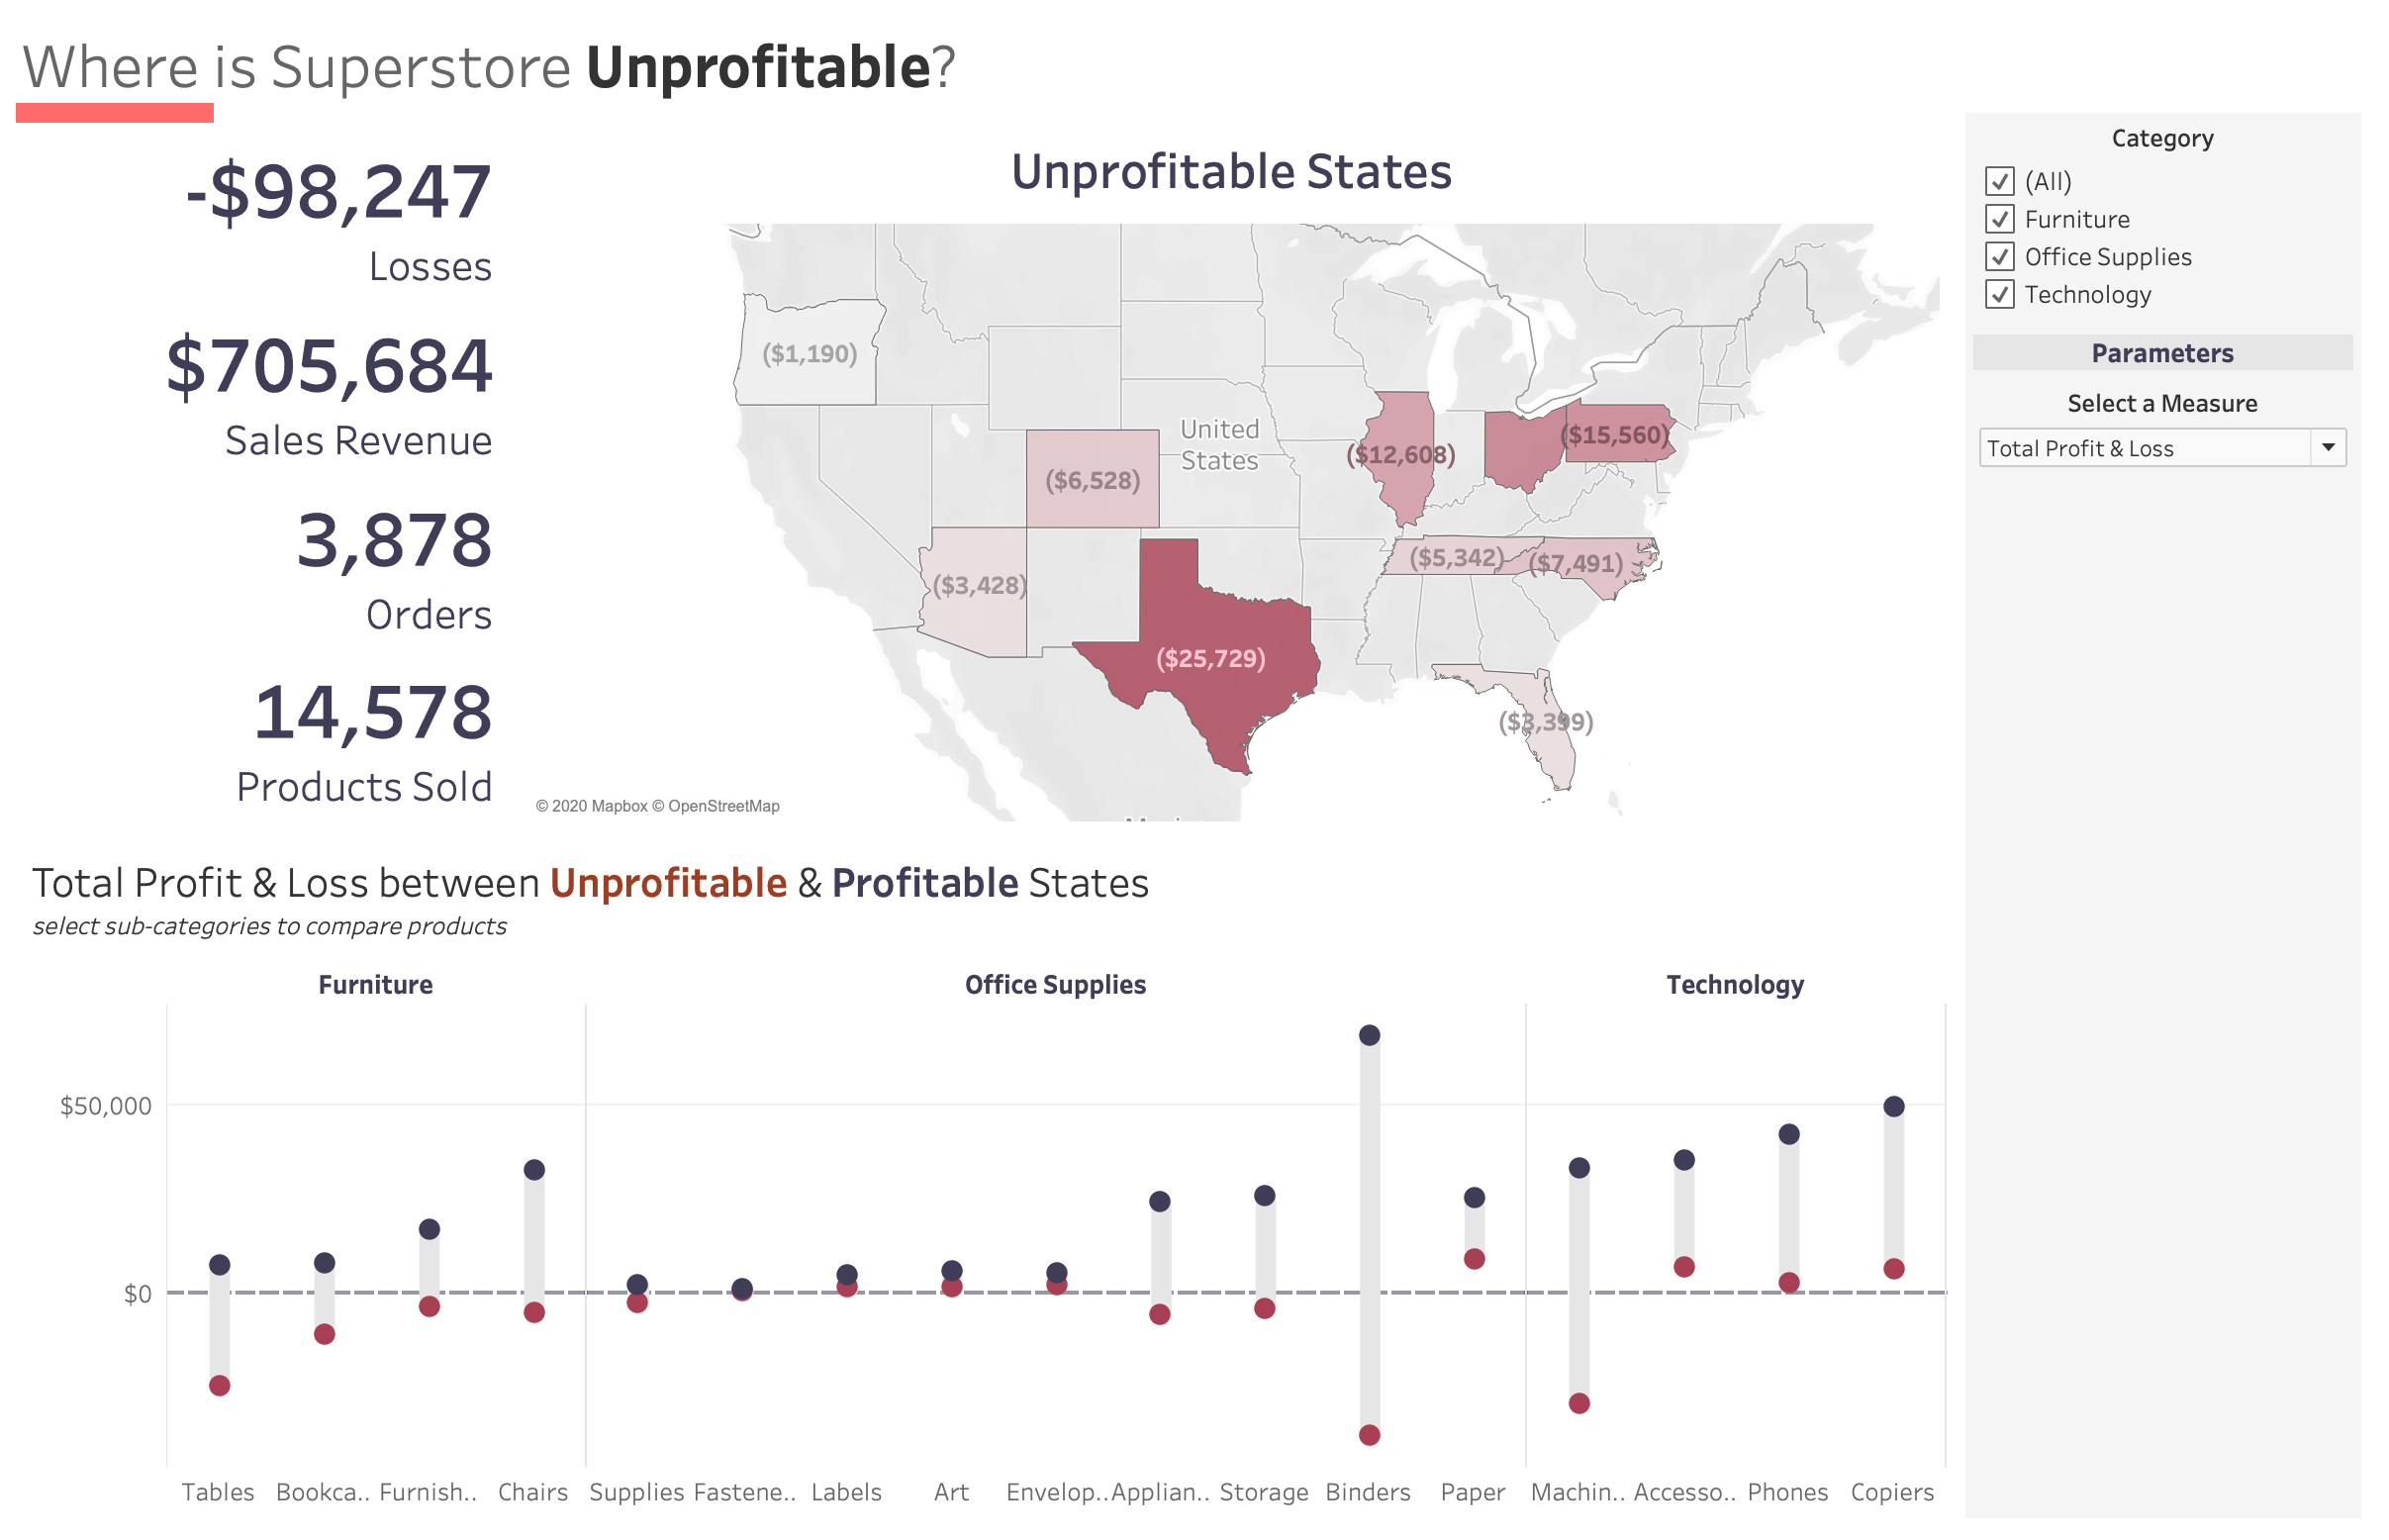 Where is Superstore Unprofitable?
-$98,247
Losses
$705,684
Sales Revenue
3,878
Orders
14,578
Products Sold
Unprofitable States
($1,190)
United
States
($15,560)
($12,608)
($6,528)
($5,342)
($7,491)
($3,428)
($25,729)
($3,399)
© 2020 Mapbox © OpenStreetMap
Category
(All)
Furniture
Office Supplies
Technology
Parameters
Select a Measure
Total Profit & Loss
Total Profit & Loss between Unprofitable & Profitable States
select sub-categories to compare products
Furniture
Office Supplies
Technology
$50,000
$0
Tables
Bookca..
Furnish..
Chairs
Supplies
Fastene..
Labels
Art
Envelop..
Applian..
Storage
Binders
Paper
Machin..
Accesso..
Phones
Copiers